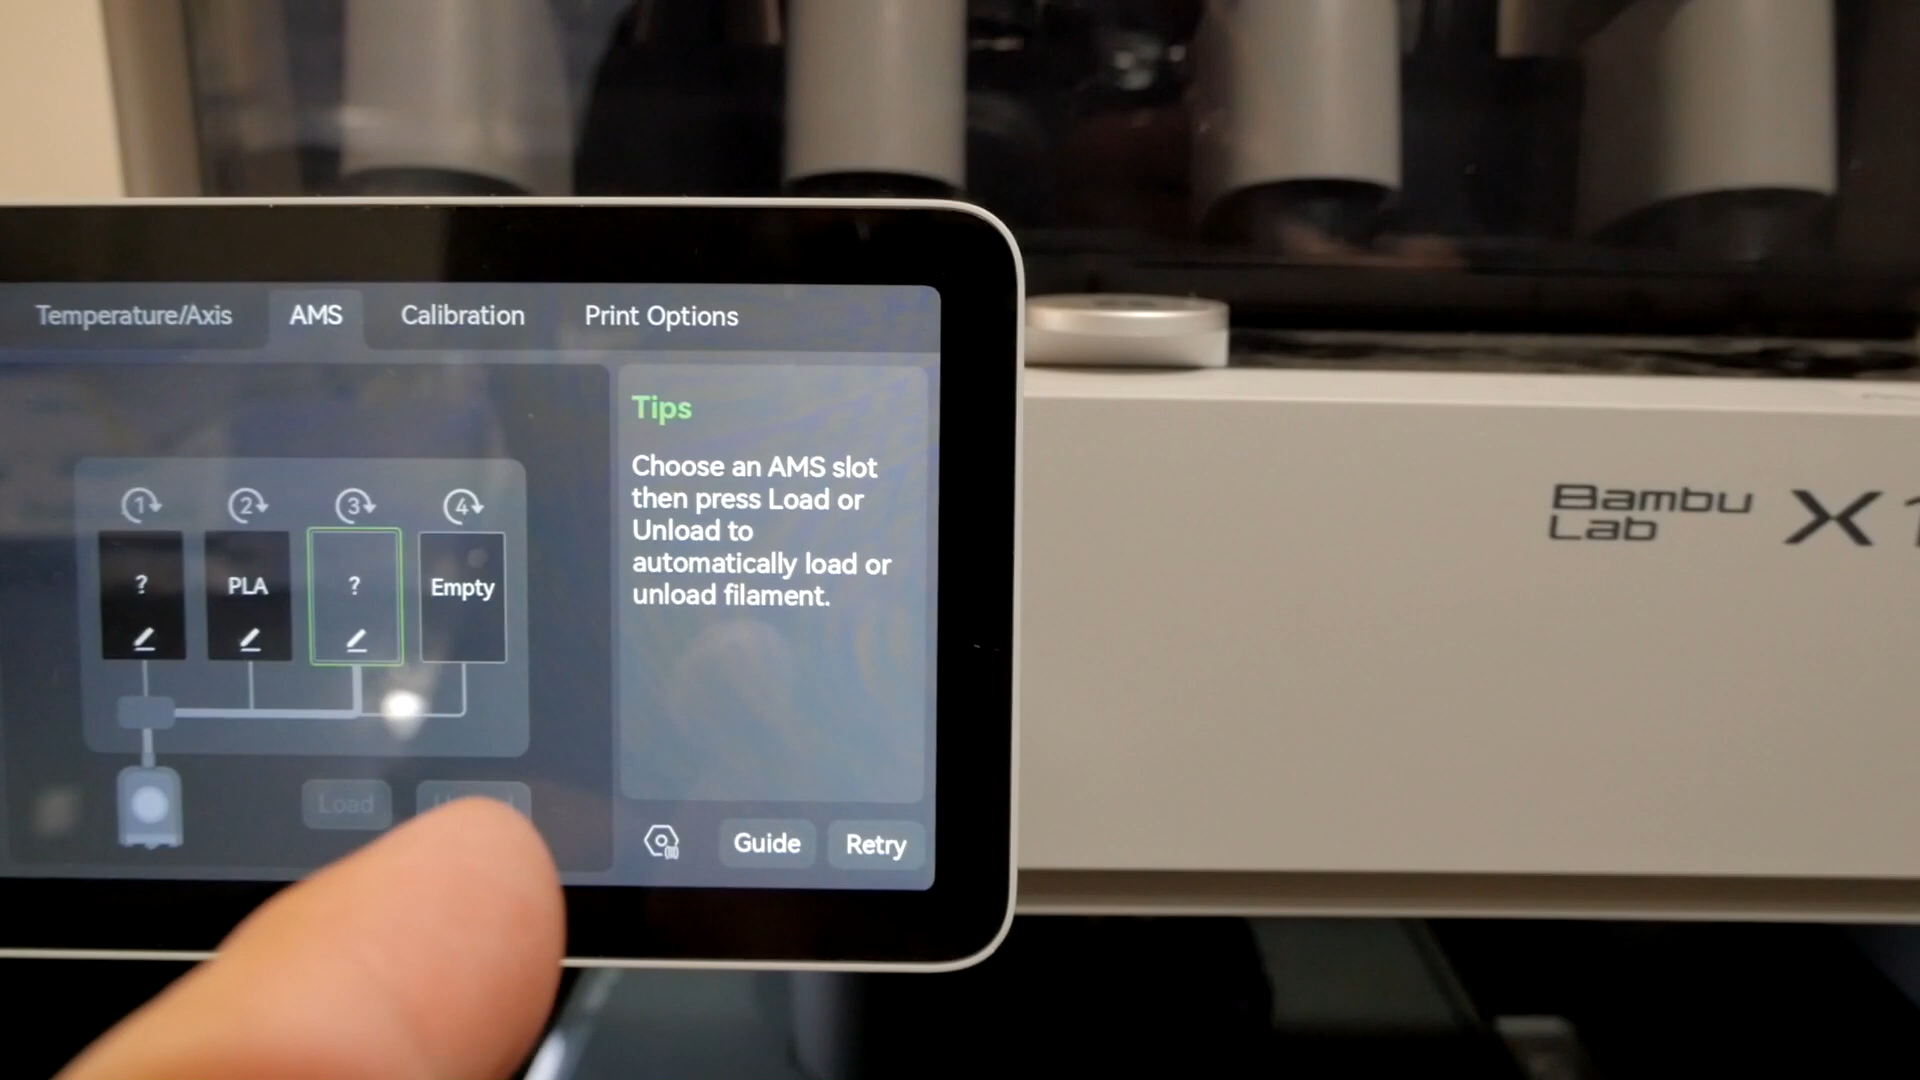 Temperature/Axis
AMS
Calibration
Print Options
Tips
Choose an AMS slot
then press Load or
Unload to
automatically load or
unload filament.
1
2
3
4
?
PLA
?
Empty
Load
Guide
Retry
Bambu
Lab
X1